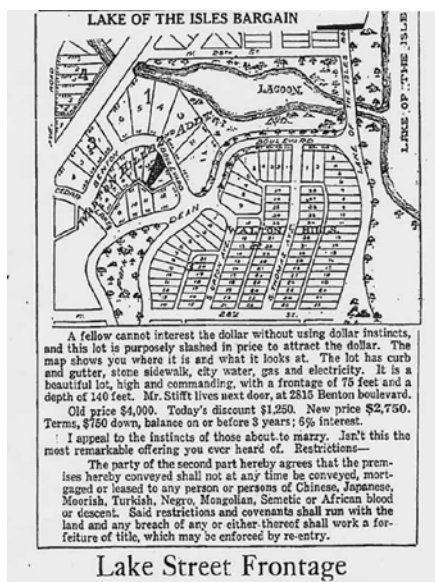 LAKE OF THE ISLES BARGAIN
LAGOON.
BOULEVARD
DEAN
CEDAR
WALTON HILLS.
28½ ST.
A fellow cannot interest the dollar without using dollar instincts,
and this lot is purposely slashed in price to attract the dollar. The
map shows you where it is and what it looks at. The lot has curb
and gutter, stone sidewalk, city water, gas and electricity. It is a
beautiful lot, high and commanding, with a frontage of 75 feet and a
depth of 140 feet. Mr. Stifft lives next door, at 2815 Benton boulevard.
Old price $4,000. Today's discount $1,250. New price $2,750.
Terms, $750 down, balance on or before 3 years; 6% interest.
I appeal to the instincts of those about to marry. Isn't this the
most remarkable offering you ever heard of. Restrictions—
The party of the second part hereby agrees that the prem-
ises hereby conveyed shall not at any time be conveyed, mort-
gaged or leased to any person or persons of Chinese, Japanese,
Moorish, Turkish, Negro, Mongolian, Semetic or African blood
or descent. Said restrictions and covenants shall run with the
land and any breach of any or either thereof shall work a for-
feiture of title, which may be enforced by re-entry.
Lake Street Frontage